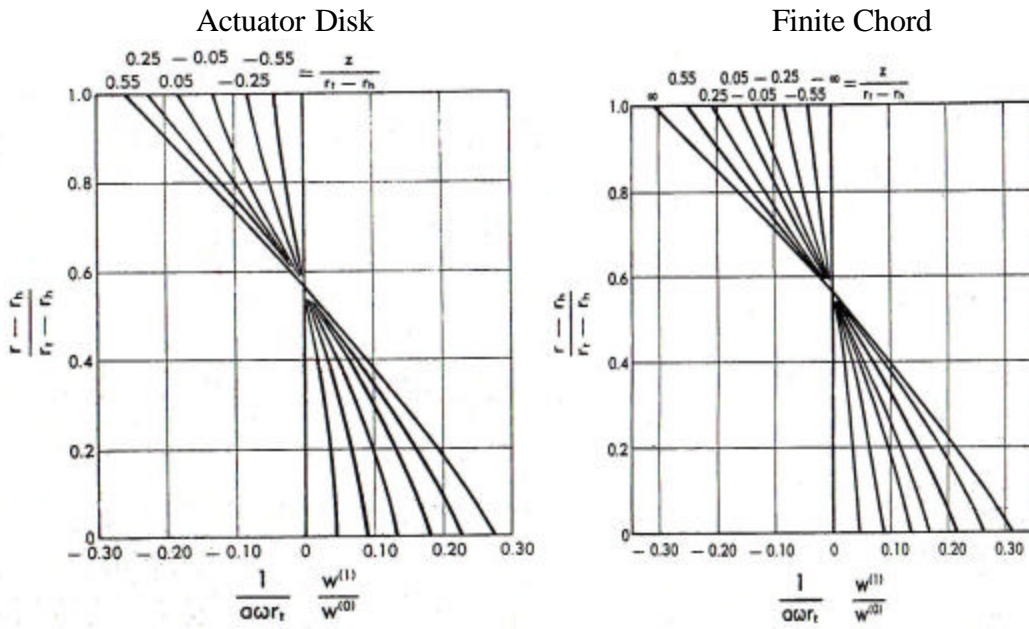 Actuator Disk
0.25 – 0.05 – 0.55
0.55 0.05 – 0.25 = z / r_t – r_h
1.0
0.8
0.6
0.4
0.2
0
r – r_h / r_t – r_h
– 0.30 – 0.20 – 0.10 0 0.10 0.20 0.30
1 / aωr_t w^(1) / w^(0)
Finite Chord
0.55 0.05 – 0.25 – ∞ = z / r_t – r_h
∞ 0.25 – 0.05 – 0.55
1.0
0.8
0.6
0.4
0.2
0
r – r_h / r_t – r_h
– 0.30 – 0.20 – 0.10 0 0.10 0.20 0.30
1 / aωr_t w^(1) / w^(0)